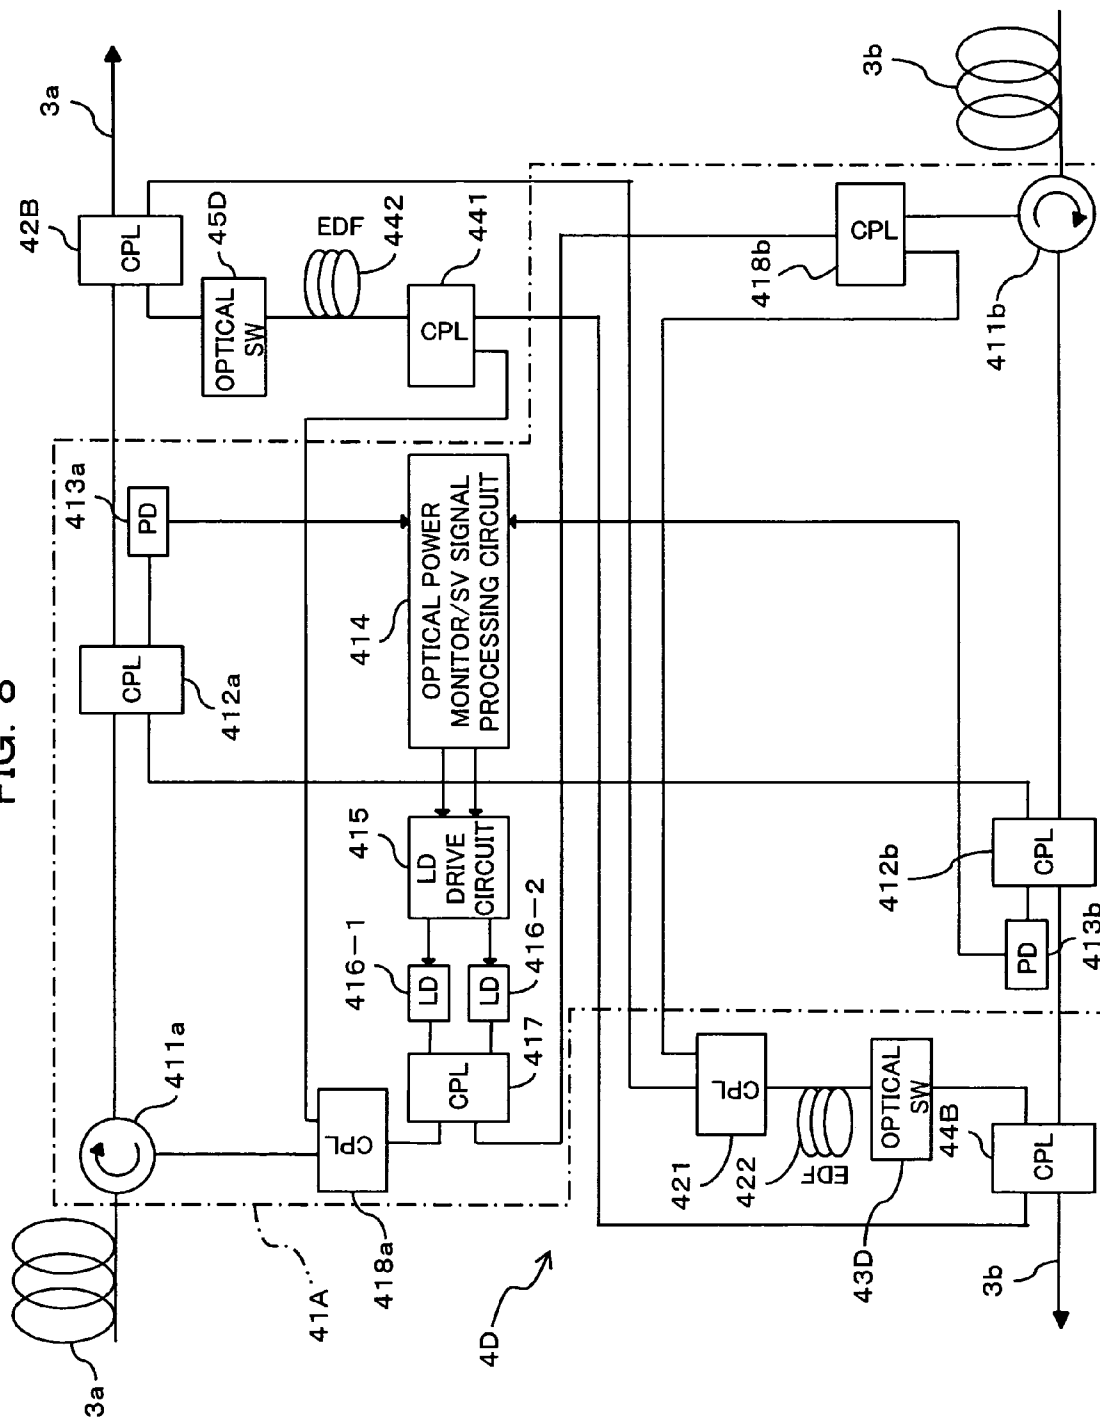 FIG. 8
3a
42B
CPL
45D
OPTICAL
SW
EDF
442
441
CPL
3b
418b
CPL
411b
413a
PD
CPL
412a
414
OPTICAL POWER
MONITOR/SV SIGNAL
PROCESSING CIRCUIT
415
LD
DRIVE
CIRCUIT
416-1
LD
416-2
LD
417
CPL
411a
CPL
418a
41A
3a
4D
412b
CPL
PD
413b
421
CPL
422
EDF
OPTICAL
SW
43D
44B
CPL
3b